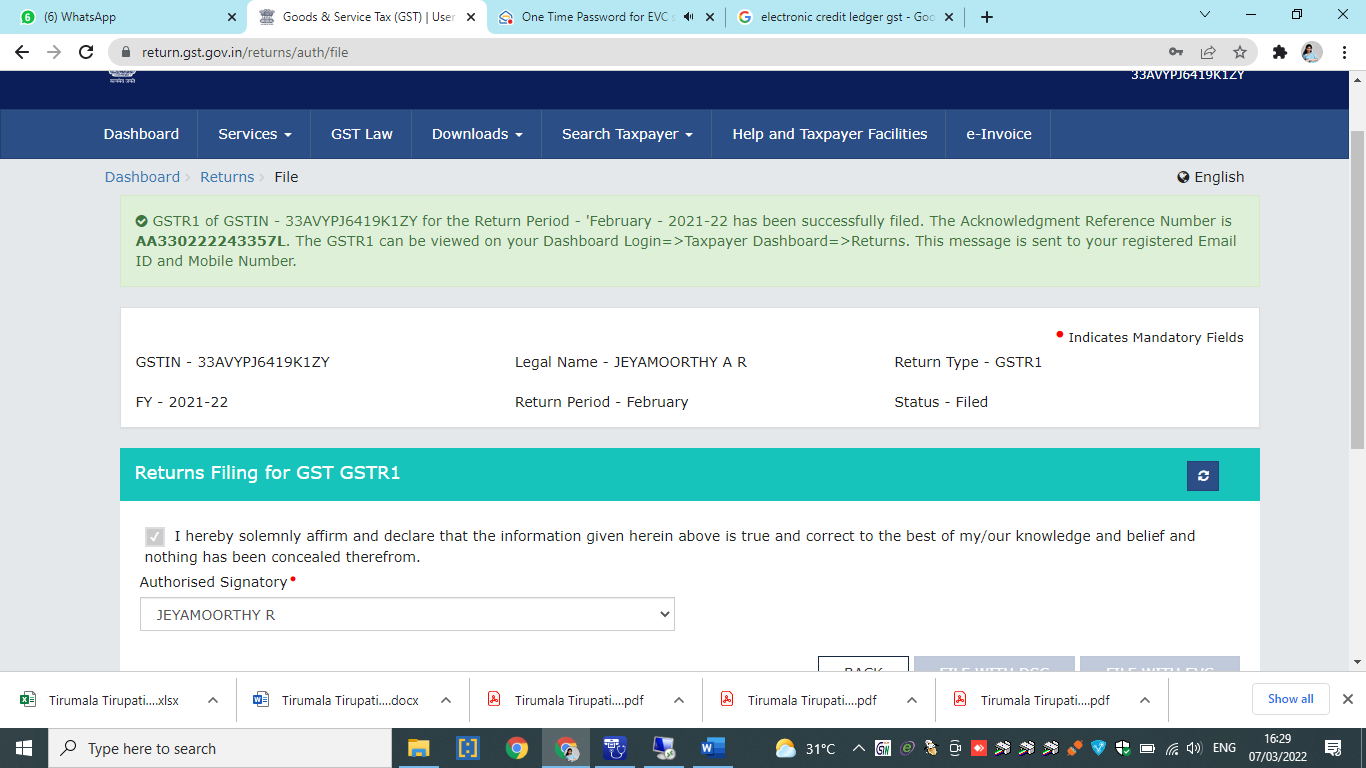 (6) WhatsApp
Goods & Service Tax (GST) | User
One Time Password for EVC s
electronic credit ledger gst - Goo
return.gst.gov.in/returns/auth/file
33AVYPJ6419K1ZY
Dashboard Services GST Law Downloads Search Taxpayer Help and Taxpayer Facilities e-Invoice
Dashboard > Returns > File
English
GSTR1 of GSTIN - 33AVYPJ6419K1ZY for the Return Period - 'February - 2021-22 has been successfully filed. The Acknowledgment Reference Number is
AA330222243357L. The GSTR1 can be viewed on your Dashboard Login=>Taxpayer Dashboard=>Returns. This message is sent to your registered Email
ID and Mobile Number.
• Indicates Mandatory Fields
GSTIN - 33AVYPJ6419K1ZY Legal Name - JEYAMOORTHY A R Return Type - GSTR1
FY - 2021-22 Return Period - February Status - Filed
Returns Filing for GST GSTR1
I hereby solemnly affirm and declare that the information given herein above is true and correct to the best of my/our knowledge and belief and
nothing has been concealed therefrom.
Authorised Signatory•
JEYAMOORTHY R
BACK FILE WITH DSC FILE WITH EVC
Tirumala Tirupati....xlsx
Tirumala Tirupati....docx
Tirumala Tirupati....pdf
Tirumala Tirupati....pdf
Tirumala Tirupati....pdf
Show all
Type here to search
31°C
ENG
16:29
07/03/2022